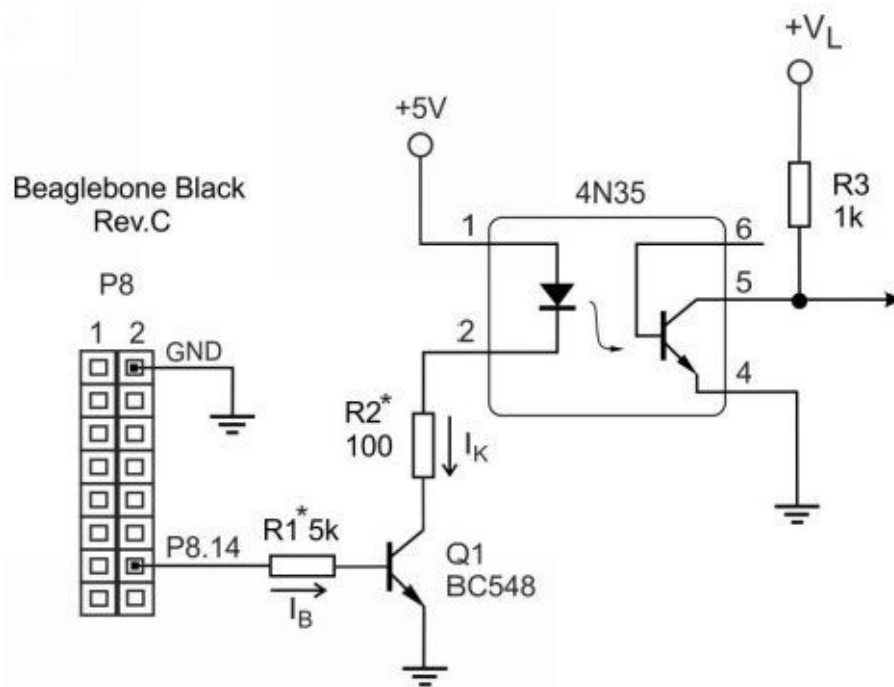 +V_L
+5V
Beaglebone Black
Rev.C
4N35
R3
1k
P8
1
6
5
1 2
GND
2
4
R2*
100
I_K
P8.14
R1* 5k
Q1
BC548
I_B